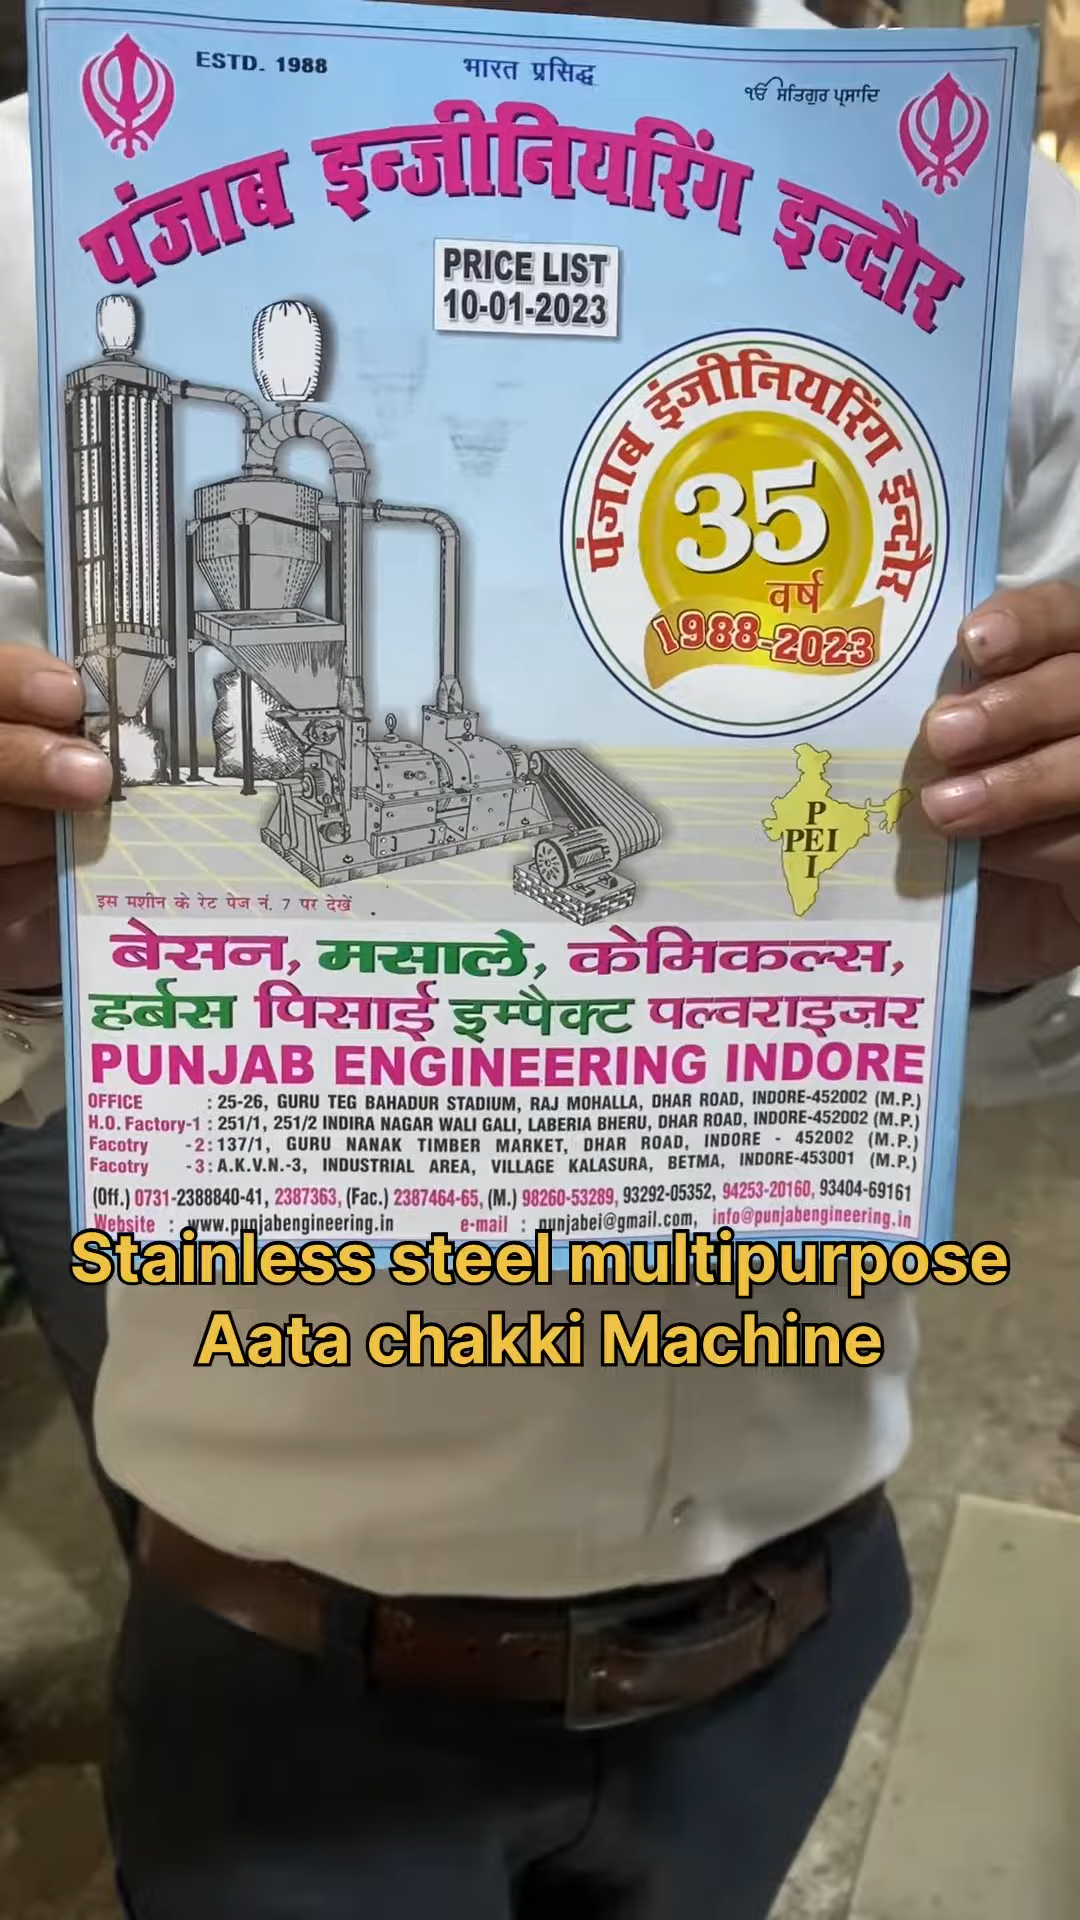 ESTD. 1988
भारत प्रसिद्ध
ੴ ਸਤਿਗੁਰ ਪ੍ਰਸਾਦਿ
पंजाब इन्जीनियरिंग इन्दौर
PRICE LIST
10-01-2023
पंजाब इंजीनियरिंग इन्दौर
35
वर्ष
1988-2023
P
PEI
I
इस मशीन के रेट पेज नं. 7 पर देखें .
बेसन, मसाले, केमिकल्स,
हर्बस पिसाई इम्पैक्ट पल्वराइज़र
PUNJAB ENGINEERING INDORE
OFFICE : 25-26, GURU TEG BAHADUR STADIUM, RAJ MOHALLA, DHAR ROAD, INDORE-452002 (M.P.)
H.O. Factory-1 : 251/1, 251/2 INDIRA NAGAR WALI GALI, LABERIA BHERU, DHAR ROAD, INDORE-452002 (M.P.)
Facotry -2 : 137/1, GURU NANAK TIMBER MARKET, DHAR ROAD, INDORE - 452002 (M.P.)
Facotry -3 : A.K.V.N.-3, INDUSTRIAL AREA, VILLAGE KALASURA, BETMA, INDORE-453001 (M.P.)
(Off.) 0731-2388840-41, 2387363, (Fac.) 2387464-65, (M.) 98260-53289, 93292-05352, 94253-20160, 93404-69161
Website : www.punjabengineering.in e-mail : punjabei@gmail.com, info@punjabengineering.in
Stainless steel multipurpose
Aata chakki Machine